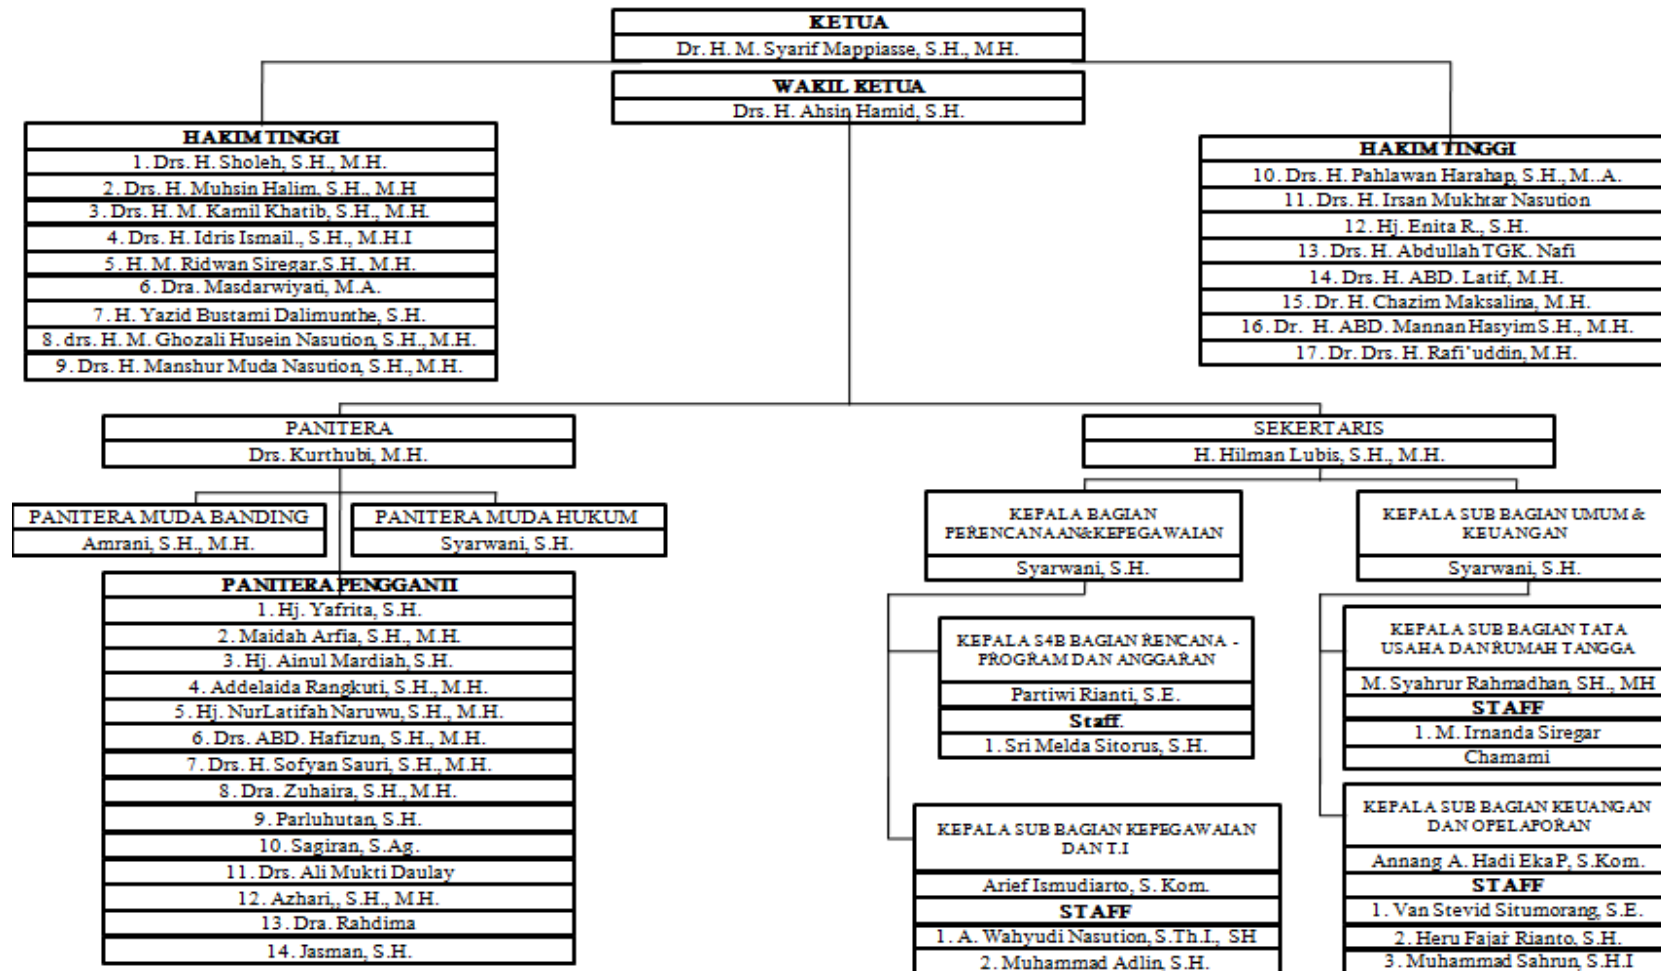 KETUA
Dr. H. M. Syarif Mappiasse, S.H., M.H.
WAKIL KETUA
Drs. H. Ahsin Hamid, S.H.
HAKIM TINGGI
1. Drs. H. Sholeh, S.H., M.H.
2. Drs. H. Muhsin Halim, S.H., M.H
3. Drs. H. M. Kamil Khatib, S.H., M.H.
4. Drs. H. Idris Ismail., S.H., M.H.I
5. H. M. Ridwan Siregar,S.H., M.H.
6. Dra. Masdarwiyati, M.A.
7. H. Yazid Bustami Dalimunthe, S.H.
8. drs. H. M. Ghozali Husein Nasution, S.H., M.H.
9. Drs. H. Manshur Muda Nasution, S.H., M.H.
HAKIM TINGGI
10. Drs. H. Pahlawan Harahap, S.H., M..A.
11. Drs. H. Irsan Mukhtar Nasution
12. Hj. Enita R., S.H.
13. Drs. H. Abdullah TGK. Nafi
14. Drs. H. ABD. Latif, M.H.
15. Dr. H. Chazim Maksalina, M.H.
16. Dr. H. ABD. Mannan Hasyim S.H., M.H.
17. Dr. Drs. H. Rafi'uddin, M.H.
PANITERA
Drs. Kurthubi, M.H.
PANITERA MUDA BANDING
Amrani, S.H., M.H.
PANITERA MUDA HUKUM
Syarwani, S.H.
PANITERA PENGGANTI
1. Hj. Yafrita, S.H.
2. Maidah Arfia, S.H., M.H.
3. Hj. Ainul Mardiah, S.H.
4. Addelaida Rangkuti, S.H., M.H.
5. Hj. NurLatifah Naruwu, S.H., M.H.
6. Drs. ABD. Hafizun, S.H., M.H.
7. Drs. H. Sofyan Sauri, S.H., M.H.
8. Dra. Zuhaira, S.H., M.H.
9. Parluhutan, S.H.
10. Sagiran, S.Ag.
11. Drs. Ali Mukti Daulay
12. Azhari,, S.H., M.H.
13. Dra. Rahdima
14. Jasman, S.H.
SEKERTARIS
H. Hilman Lubis, S.H., M.H.
KEPALA BAGIAN
PERENCANAAN&KEPEGAWAIAN
Syarwani, S.H.
KEPALA S4B BAGIAN RENCANA -
PROGRAM DAN ANGGARAN
Partiwi Rianti, S.E.
Staff.
1. Sri Melda Sitorus, S.H.
KEPALA SUB BAGIAN KEPEGAWAIAN
DAN T.I
Arief Ismudiarto, S. Kom.
STAFF
1. A. Wahyudi Nasution, S.Th.I., SH
2. Muhammad Adlin, S.H.
KEPALA SUB BAGIAN UMUM &
KEUANGAN
Syarwani, S.H.
KEPALA SUB BAGIAN TATA
USAHA DAN RUMAH TANGGA
M. Syahrur Rahmadhan, SH., MH
STAFF
1. M. Irnanda Siregar
Chamami
KEPALA SUB BAGIAN KEUANGAN
DAN OPELAPORAN
Annang A. Hadi Eka P, S.Kom.
STAFF
1. Van Stevid Situmorang, S.E.
2. Heru Fajar Rianto, S.H.
3. Muhammad Sahrun, S.H.I